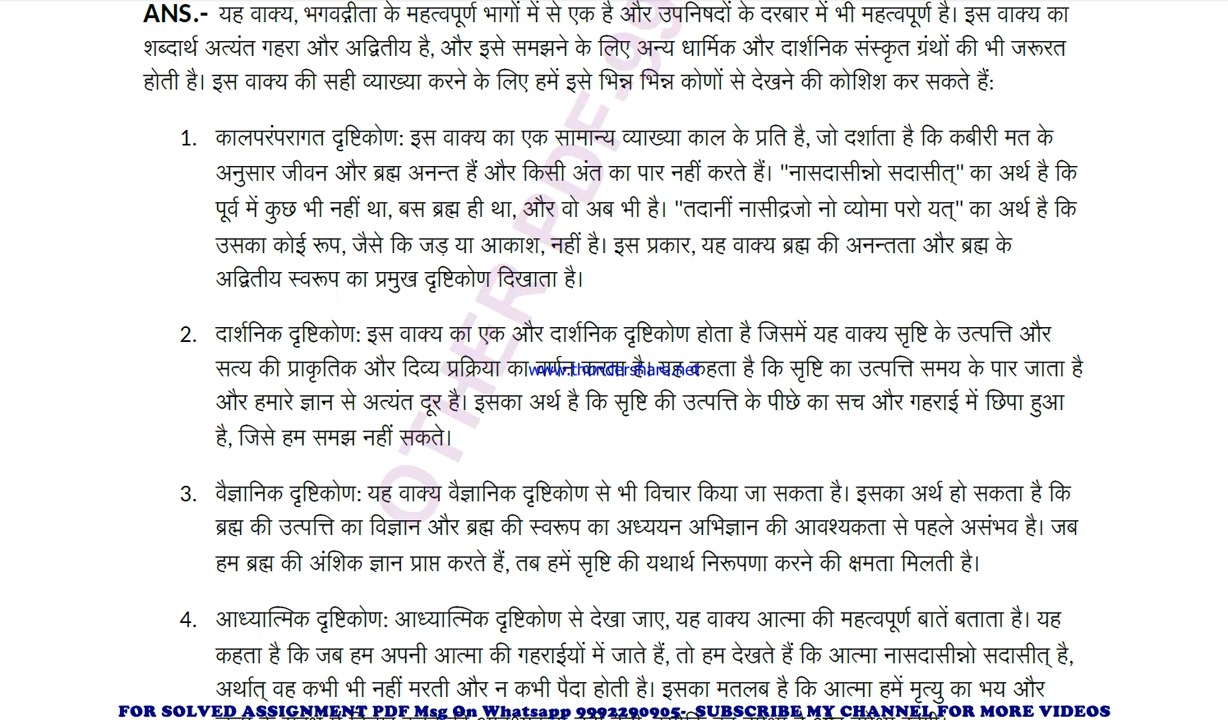 ANS.- यह वाक्य, भगवद्गीता के महत्वपूर्ण भागों में से एक है और उपनिषदों के दरबार में भी महत्वपूर्ण है। इस वाक्य का
शब्दार्थ अत्यंत गहरा और अद्वितीय है, और इसे समझने के लिए अन्य धार्मिक और दार्शनिक संस्कृत ग्रंथों की भी जरूरत
होती है। इस वाक्य की सही व्याख्या करने के लिए हमें इसे भिन्न भिन्न कोणों से देखने की कोशिश कर सकते हैं:
1. कालपरंपरागत दृष्टिकोण: इस वाक्य का एक सामान्य व्याख्या काल के प्रति है, जो दर्शाता है कि कबीरी मत के
अनुसार जीवन और ब्रह्म अनन्त हैं और किसी अंत का पार नहीं करते हैं। "नासदासीन्नो सदासीत्" का अर्थ है कि
पूर्व में कुछ भी नहीं था, बस ब्रह्म ही था, और वो अब भी है। "तदानीं नासीद्रजो नो व्योमा परो यत्" का अर्थ है कि
उसका कोई रूप, जैसे कि जड़ या आकाश, नहीं है। इस प्रकार, यह वाक्य ब्रह्म की अनन्तता और ब्रह्म के
अद्वितीय स्वरूप का प्रमुख दृष्टिकोण दिखाता है।
2. दार्शनिक दृष्टिकोण: इस वाक्य का एक और दार्शनिक दृष्टिकोण होता है जिसमें यह वाक्य सृष्टि के उत्पत्ति और
सत्य की प्राकृतिक और दिव्य प्रक्रिया का वर्णन करता है। यह कहता है कि सृष्टि का उत्पत्ति समय के पार जाता है
www.thundershare.net
और हमारे ज्ञान से अत्यंत दूर है। इसका अर्थ है कि सृष्टि की उत्पत्ति के पीछे का सच और गहराई में छिपा हुआ
है, जिसे हम समझ नहीं सकते।
3. वैज्ञानिक दृष्टिकोण: यह वाक्य वैज्ञानिक दृष्टिकोण से भी विचार किया जा सकता है। इसका अर्थ हो सकता है कि
ब्रह्म की उत्पत्ति का विज्ञान और ब्रह्म की स्वरूप का अध्ययन अभिज्ञान की आवश्यकता से पहले असंभव है। जब
हम ब्रह्म की अंशिक ज्ञान प्राप्त करते हैं, तब हमें सृष्टि की यथार्थ निरूपणा करने की क्षमता मिलती है।
4. आध्यात्मिक दृष्टिकोण: आध्यात्मिक दृष्टिकोण से देखा जाए, यह वाक्य आत्मा की महत्वपूर्ण बातें बताता है। यह
कहता है कि जब हम अपनी आत्मा की गहराईयों में जाते हैं, तो हम देखते हैं कि आत्मा नासदासीन्नो सदासीत् है,
अर्थात् वह कभी भी नहीं मरती और न कभी पैदा होती है। इसका मतलब है कि आत्मा हमें मृत्यु का भय और
OTHER PDF-99
FOR SOLVED ASSIGNMENT PDF Msg On Whatsapp 9992290905- SUBSCRIBE MY CHANNEL FOR MORE VIDEOS